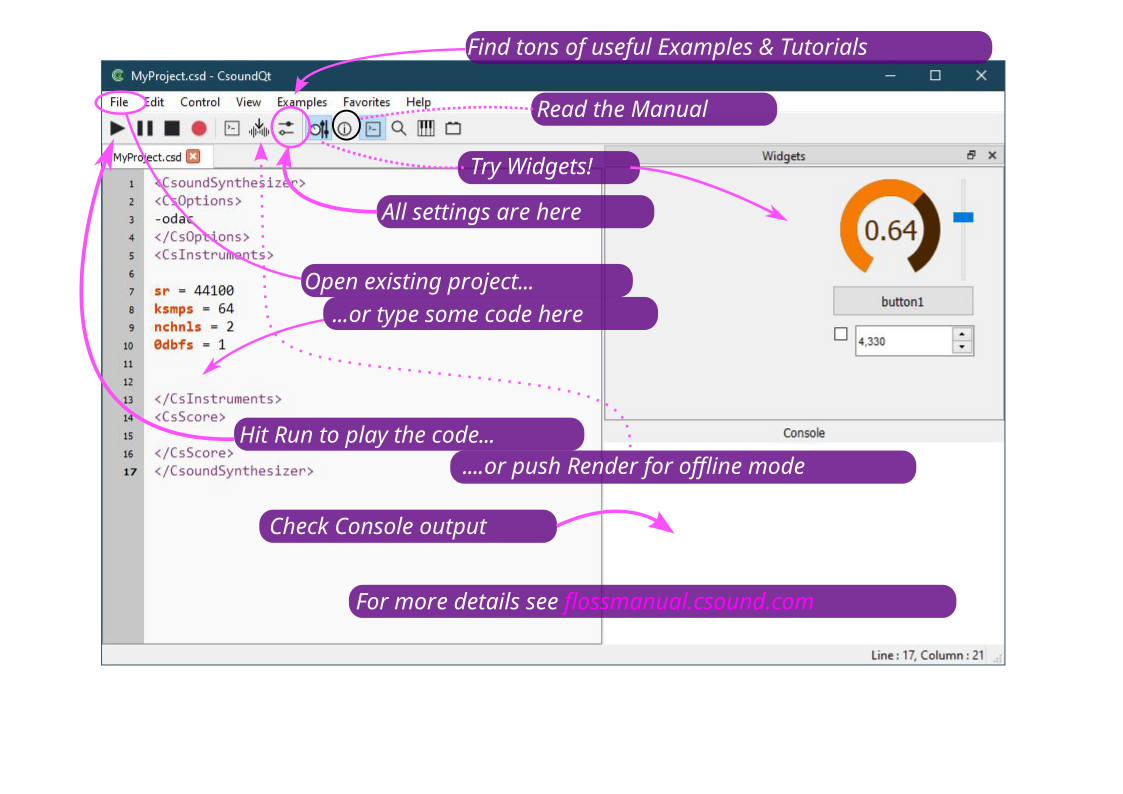 Find tons of useful Examples & Tutorials
MyProject.csd - CsoundQt
File Edit Control View Examples Favorites Help
Read the Manual
MyProject.csd
Widgets
Try Widgets!
All settings are here
1 <CsoundSynthesizer>
2 <CsOptions>
3 -odac
4 </CsOptions>
5 <CsInstruments>
6
7 sr = 44100
8 ksmps = 64
9 nchnls = 2
10 0dbfs = 1
11
12
13 </CsInstruments>
14 <CsScore>
15
16 </CsScore>
17 </CsoundSynthesizer>
0.64
button1
4,330
Open existing project...
...or type some code here
Console
Hit Run to play the code...
....or push Render for offline mode
Check Console output
For more details see flossmanual.csound.com
Line : 17, Column : 21